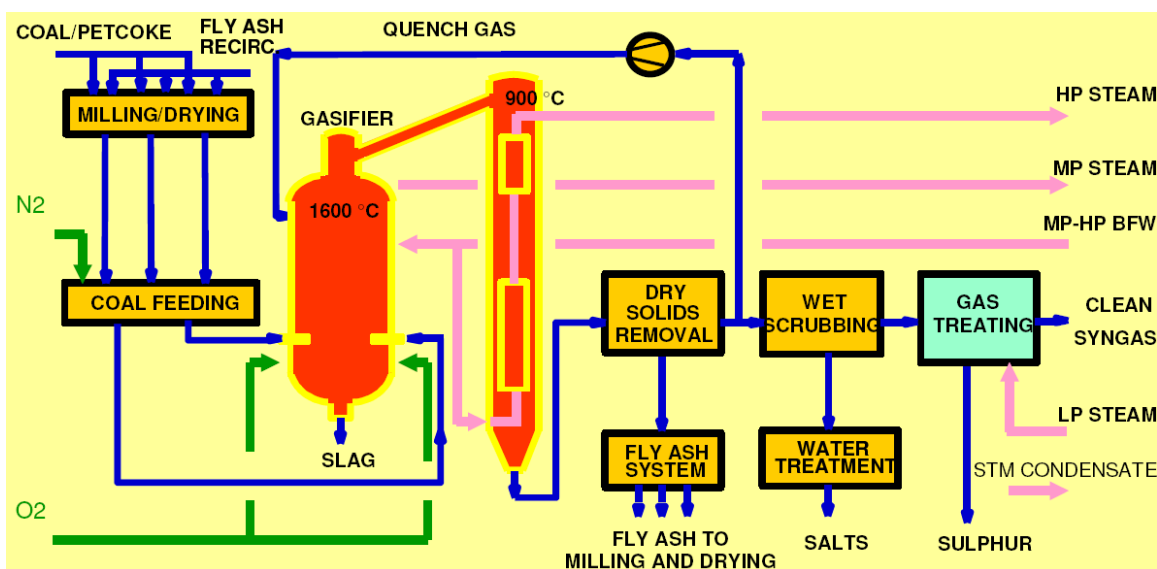 COAL/PETCOKE
FLY ASH
RECIRC.
QUENCH GAS
MILLING/DRYING
GASIFIER
900 °C
HP STEAM
MP STEAM
N2
1600 °C
MP-HP BFW
COAL FEEDING
DRY
SOLIDS
REMOVAL
WET
SCRUBBING
GAS
TREATING
CLEAN
SYNGAS
SLAG
FLY ASH
SYSTEM
WATER
TREATMENT
LP STEAM
STM CONDENSATE
O2
FLY ASH TO
MILLING AND DRYING
SALTS
SULPHUR